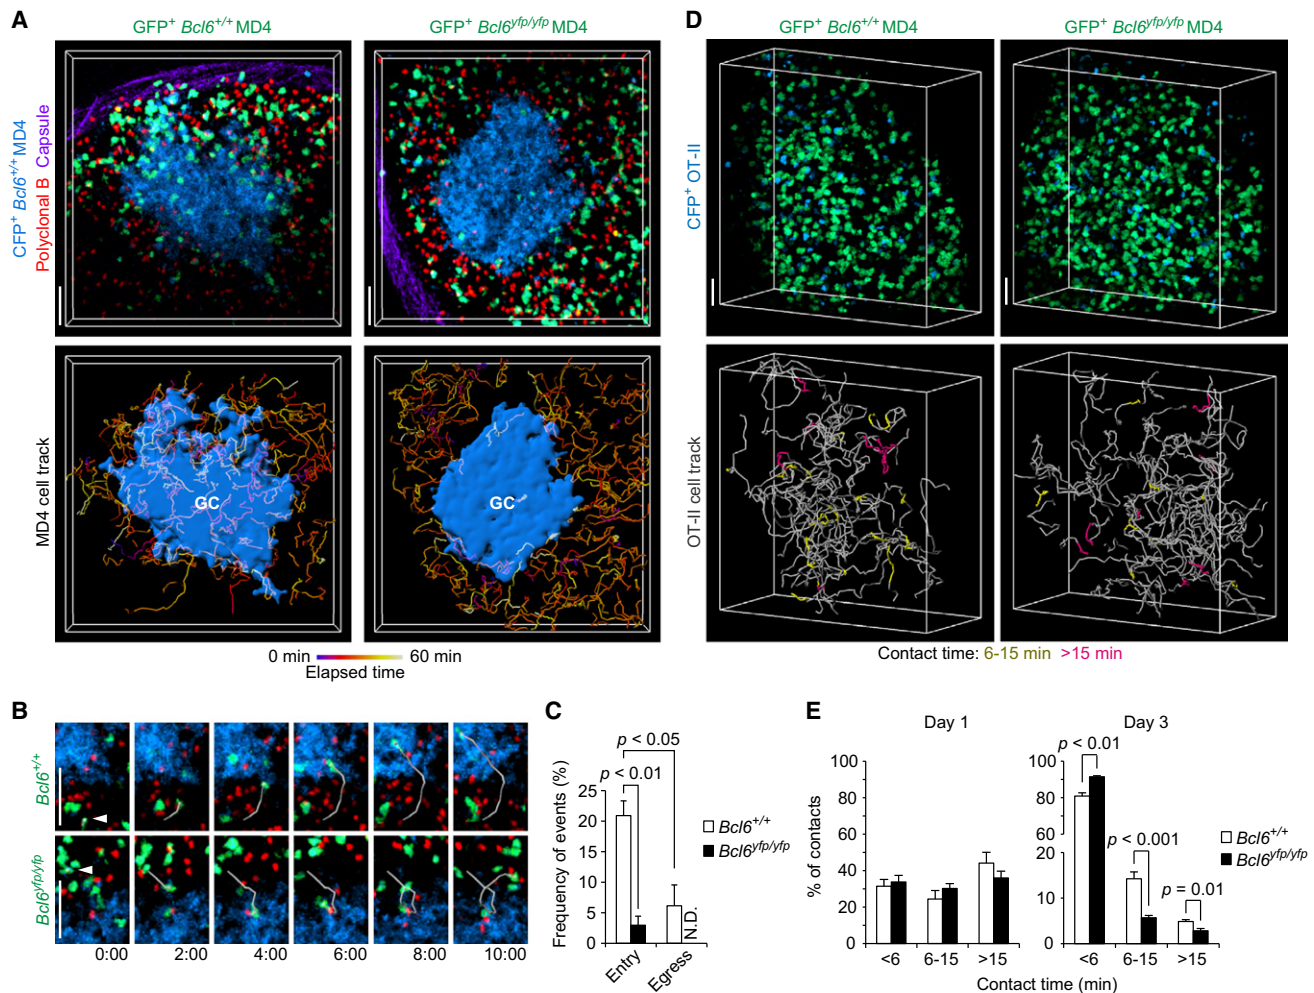 A
GFP+ Bcl6+/+ MD4
GFP+ Bcl6yfp/yfp MD4
CFP+ Bcl6+/+ MD4
Polyclonal B Capsule
MD4 cell track
GC
GC
0 min
60 min
Elapsed time
D
GFP+ Bcl6+/+ MD4
GFP+ Bcl6yfp/yfp MD4
CFP+ OT-II
OT-II cell track
Contact time: 6-15 min >15 min
B
Bcl6+/+
Bcl6yfp/yfp
0:00 2:00 4:00 6:00 8:00 10:00
C
p < 0.05
p < 0.01
Frequency of events (%)
25
20
15
10
5
0
N.D.
Entry
Egress
Bcl6+/+
Bcl6yfp/yfp
E
Day 1
% of contacts
100
80
60
40
20
0
<6 6-15 >15
Day 3
p < 0.01
100
80
60
20
10
0
p < 0.001
p = 0.01
<6 6-15 >15
Contact time (min)
Bcl6+/+
Bcl6yfp/yfp